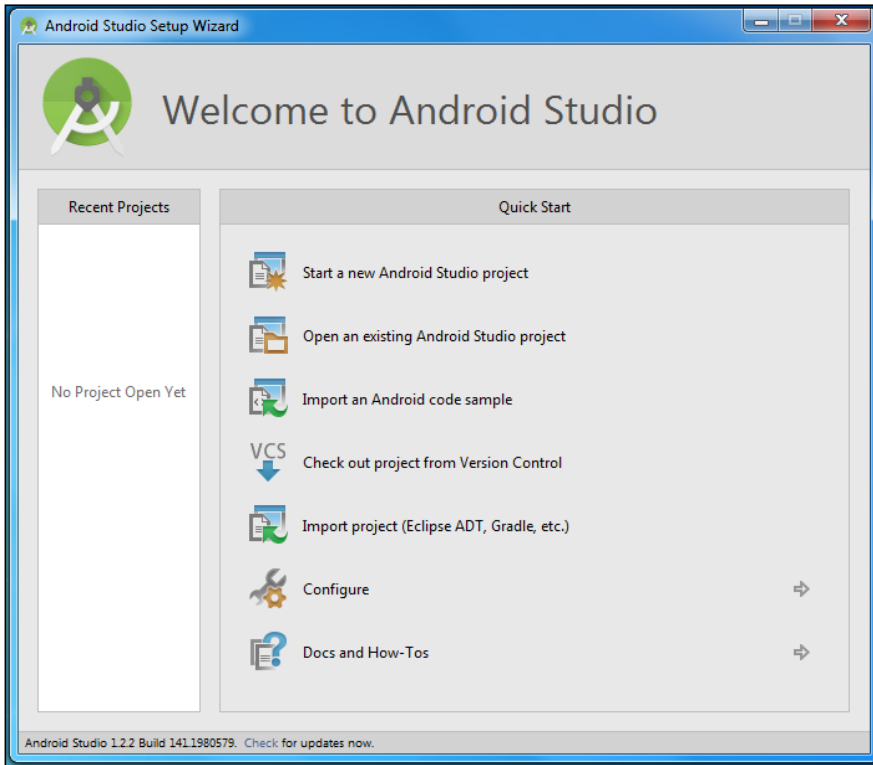 Android Studio Setup Wizard
Welcome to Android Studio
Recent Projects
No Project Open Yet
Quick Start
Start a new Android Studio project
Open an existing Android Studio project
Import an Android code sample
VCS
Check out project from Version Control
Import project (Eclipse ADT, Gradle, etc.)
Configure
Docs and How-Tos
Android Studio 1.2.2 Build 141.1980579. Check for updates now.